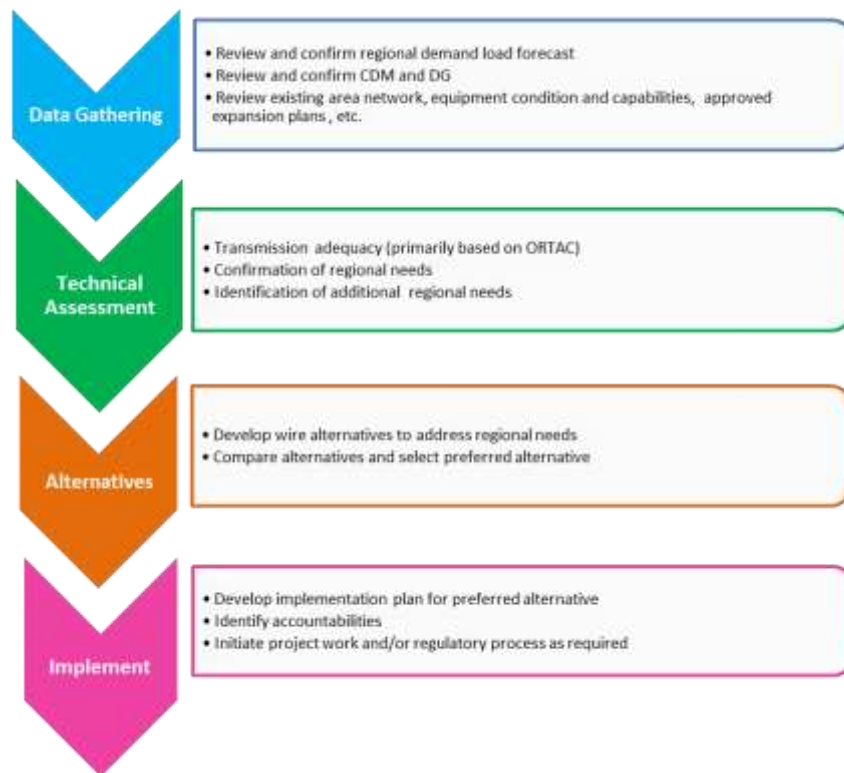 Data Gathering
• Review and confirm regional demand load forecast
• Review and confirm CDM and DG
• Review existing area network, equipment condition and capabilities, approved
expansion plans , etc.
Technical
Assessment
• Transmission adequacy (primarily based on ORTAC)
• Confirmation of regional needs
• Identification of additional regional needs
Alternatives
• Develop wire alternatives to address regional needs
• Compare alternatives and select preferred alternative
Implement
• Develop implementation plan for preferred alternative
• Identify accountabilities
• Initiate project work and/or regulatory process as required